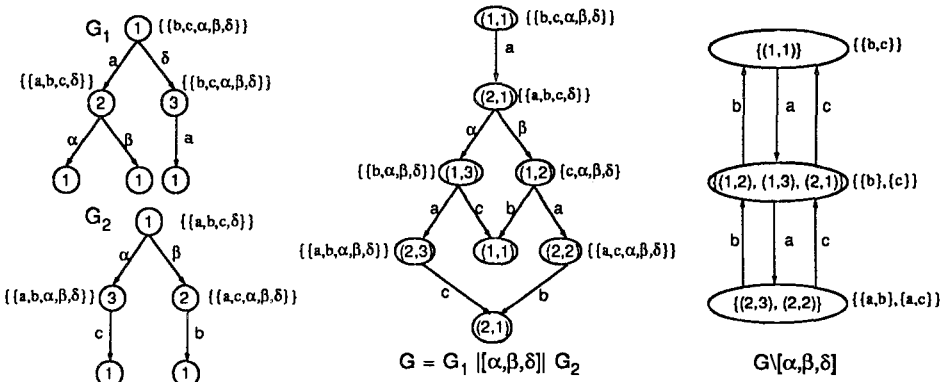 G1 1 {{b,c,α,β,δ}}
a δ
{{a,b,c,δ}} 2 3 {{b,c,α,β,δ}}
α β a
1 1 1
G2 1 {{a,b,c,δ}}
α β
{{a,b,α,β,δ}} 3 2 {{a,c,α,β,δ}}
c b
1 1
(1,1) {{b,c,α,β,δ}}
a
(2,1) {{a,b,c,δ}}
α β
{{b,α,β,δ}} (1,3) (1,2) {c,α,β,δ}
a c b a
{{a,b,α,β,δ}} (2,3) (1,1) (2,2) {{a,c,α,β,δ}}
c b
(2,1)
G = G1 |[α,β,δ]| G2
{(1,1)} {{b,c}}
b a c
{(1,2), (1,3), (2,1)} {{b},{c}}
b a c
{(2,3), (2,2)} {{a,b},{a,c}}
G\[α,β,δ]